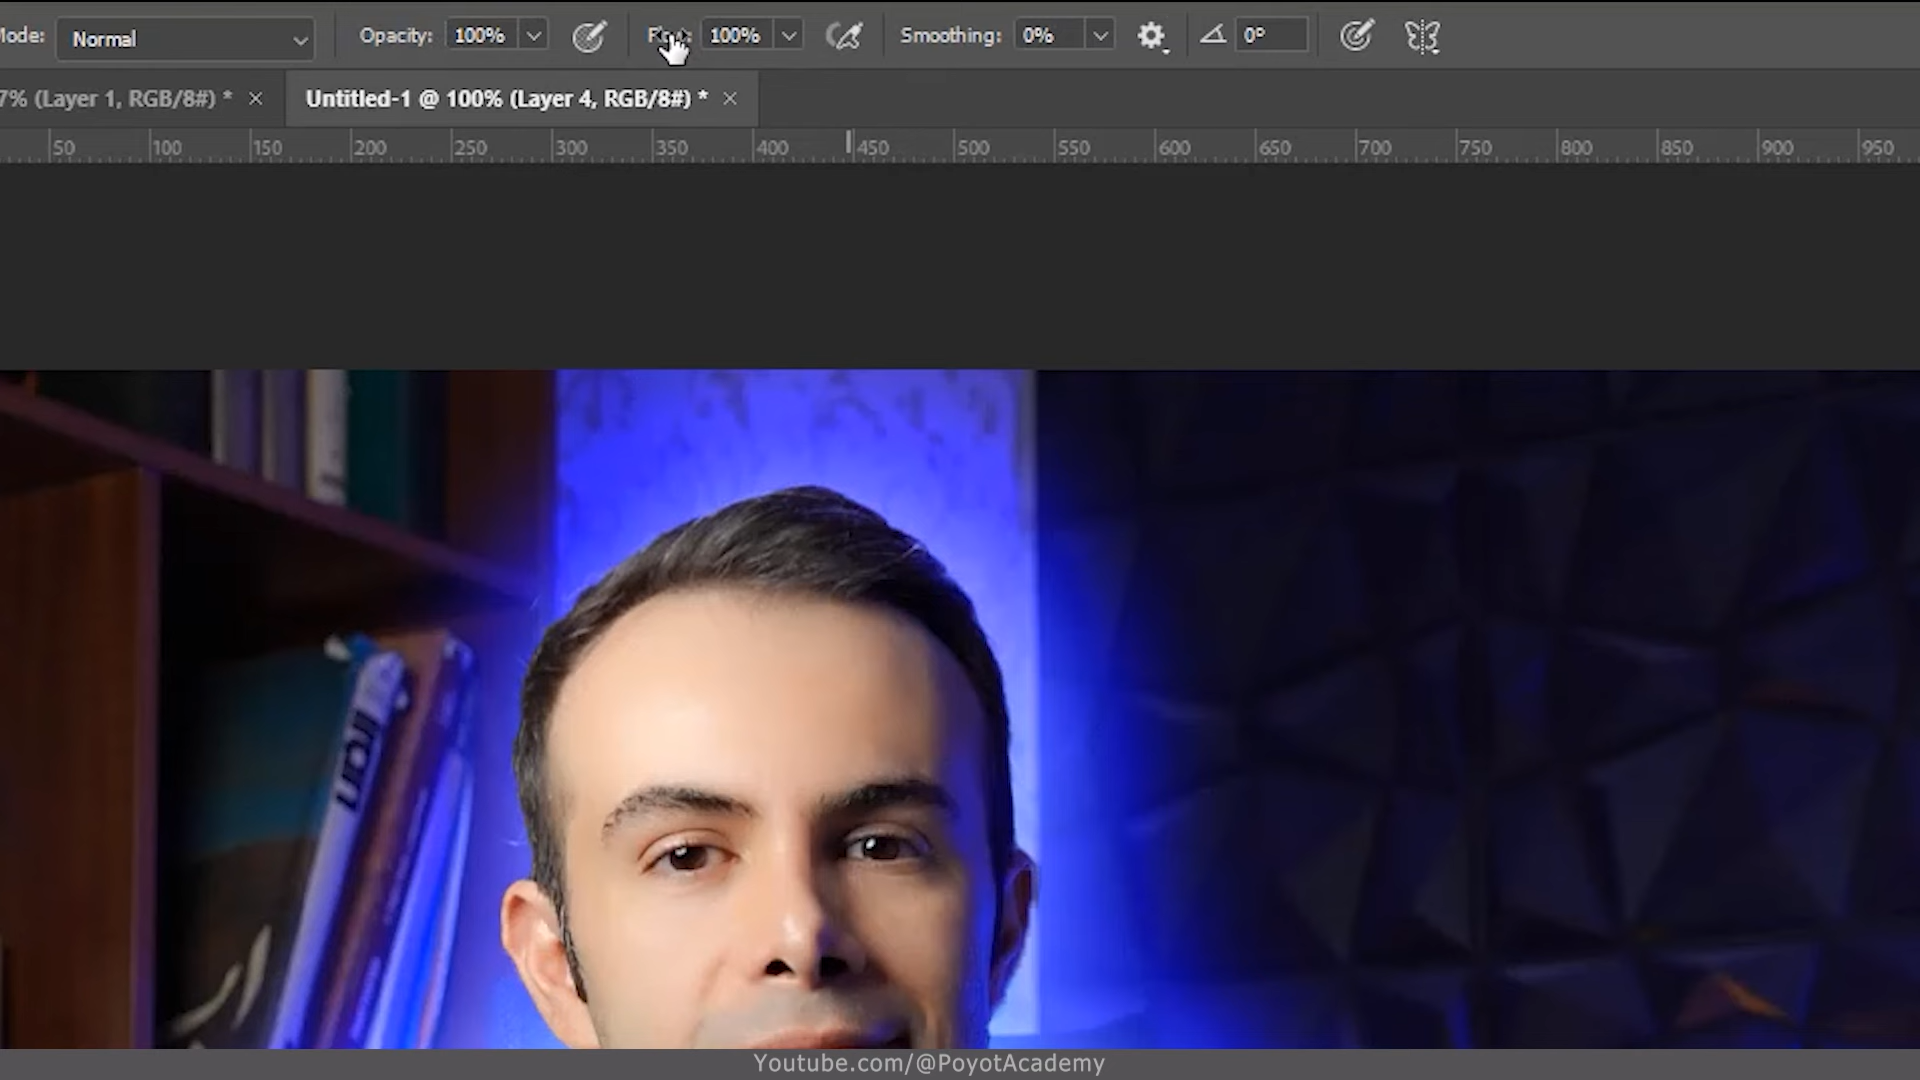 Mode: Normal Opacity: 100% Flow: 100% Smoothing: 0% 0°
7% (Layer 1, RGB/8#) * × Untitled-1 @ 100% (Layer 4, RGB/8#) * ×
50 100 150 200 250 300 350 400 450 500 550 600 650 700 750 800 850 900 950
Youtube.com/@PoyotAcademy